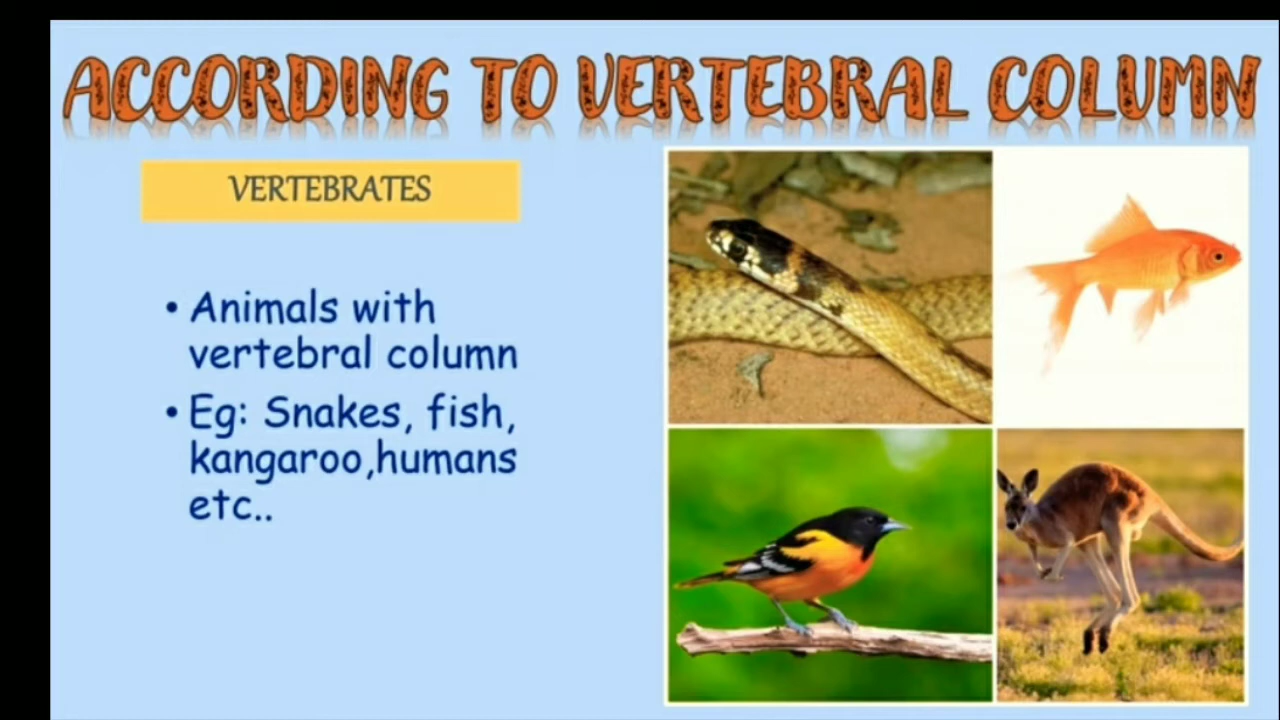 ACCORDING TO VERTEBRAL COLUMN
VERTEBRATES
• Animals with
vertebral column
• Eg: Snakes, fish,
kangaroo,humans
etc..